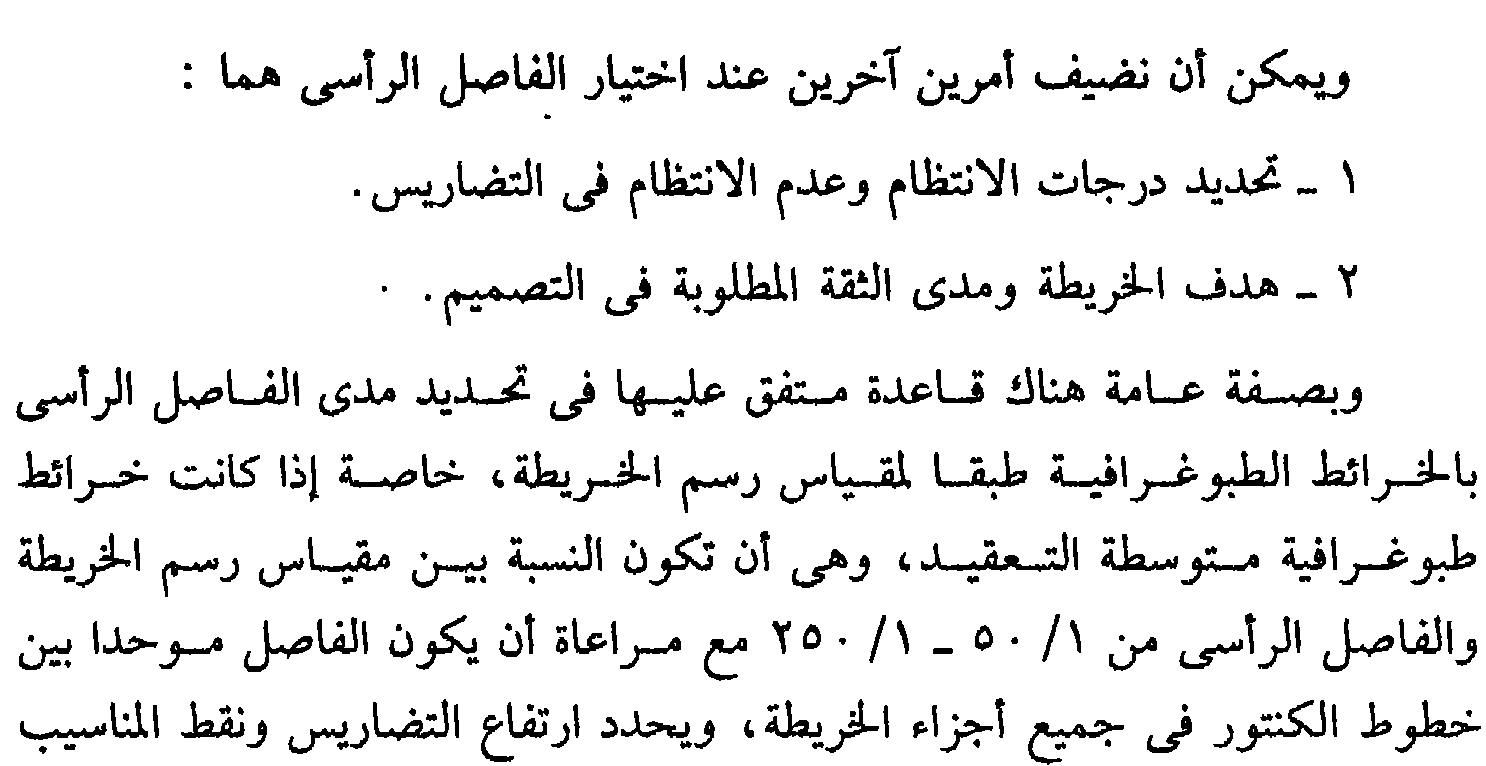 ويمكن أن نضيف أمرين آخرين عند اختيار الفاصل الرأسى هما :
١ ـ تحديد درجات الانتظام وعدم الانتظام فى التضاريس.
٢ ـ هدف الخريطة ومدى الثقة المطلوبة فى التصميم.
وبصفة عامة هناك قاعدة متفق عليها فى تحديد مدى الفاصل الرأسى
بالخرائط الطبوغرافية طبقا لمقياس رسم الخريطة، خاصة إذا كانت خرائط
طبوغرافية متوسطة التعقيد، وهى أن تكون النسبة بين مقياس رسم الخريطة
والفاصل الرأسى من ١/ ٥٠ ـ ١/ ٢٥٠ مع مراعاة أن يكون الفاصل موحدا بين
خطوط الكنتور فى جميع أجزاء الخريطة، ويحدد ارتفاع التضاريس ونقط المناسيب